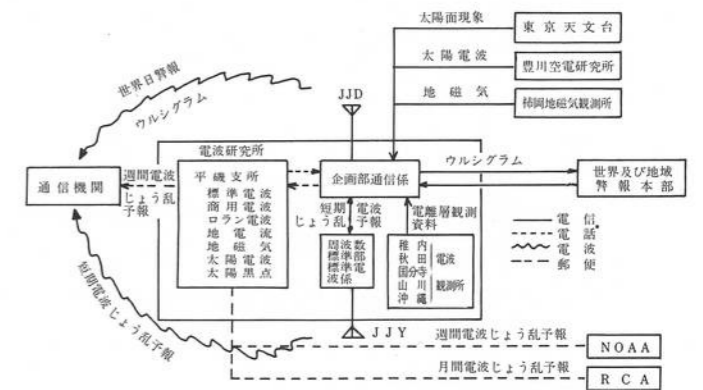 太陽面現象
東京天文台
太陽電波
豊川空電研究所
地磁気
柿岡地磁気観測所
世界日警報
ウルシグラム
JJD
電波研究所
通信機関
週間電波
じょう乱
予報
平磯支所
標準電波
商用電波
ロラン電波
地電流
地磁気
太陽電波
太陽黒点
企画部通信係
ウルシグラム
世界及び地域
警報本部
短期電波
じょう乱予報
電離層観測
資料
周波数
標準部
標準電
波係
稚内
秋田
国分寺
山川
沖縄
電波
観測所
電信
電話
電波
郵便
短間電波じょう乱予報
JJY
週間電波じょう乱予報
NOAA
月間電波じょう乱予報
RCA